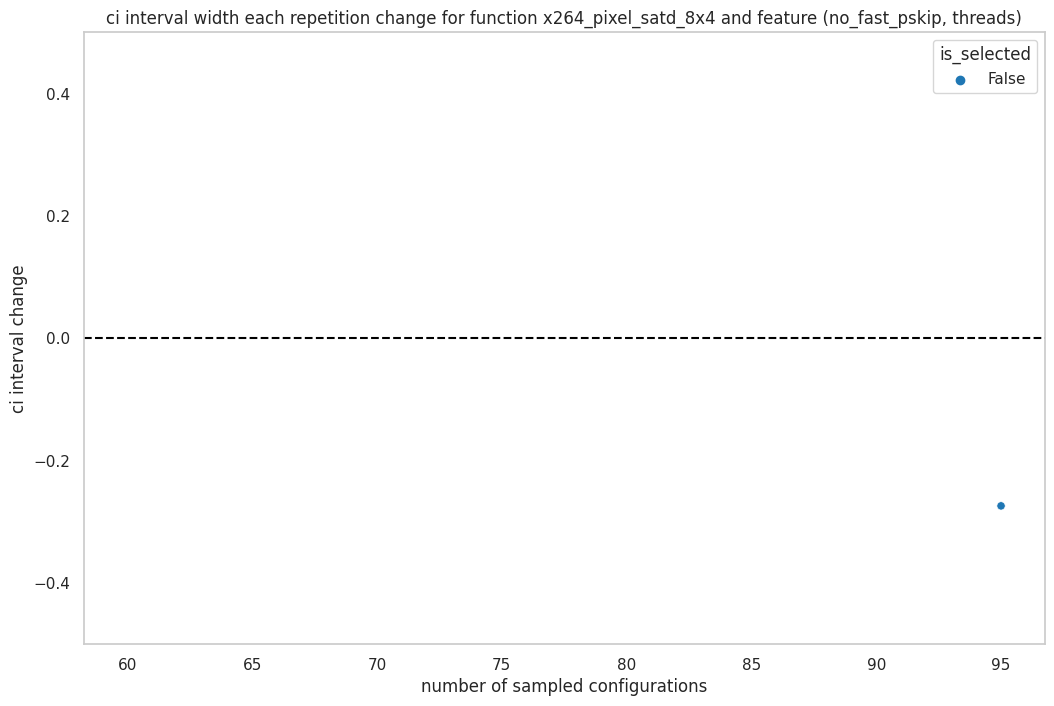 ci interval width each repetition change for function x264_pixel_satd_8x4 and feature (no_fast_pskip, threads)
is_selected
False
0.4
0.2
0.0
−0.2
−0.4
ci interval change
60 65 70 75 80 85 90 95
number of sampled configurations